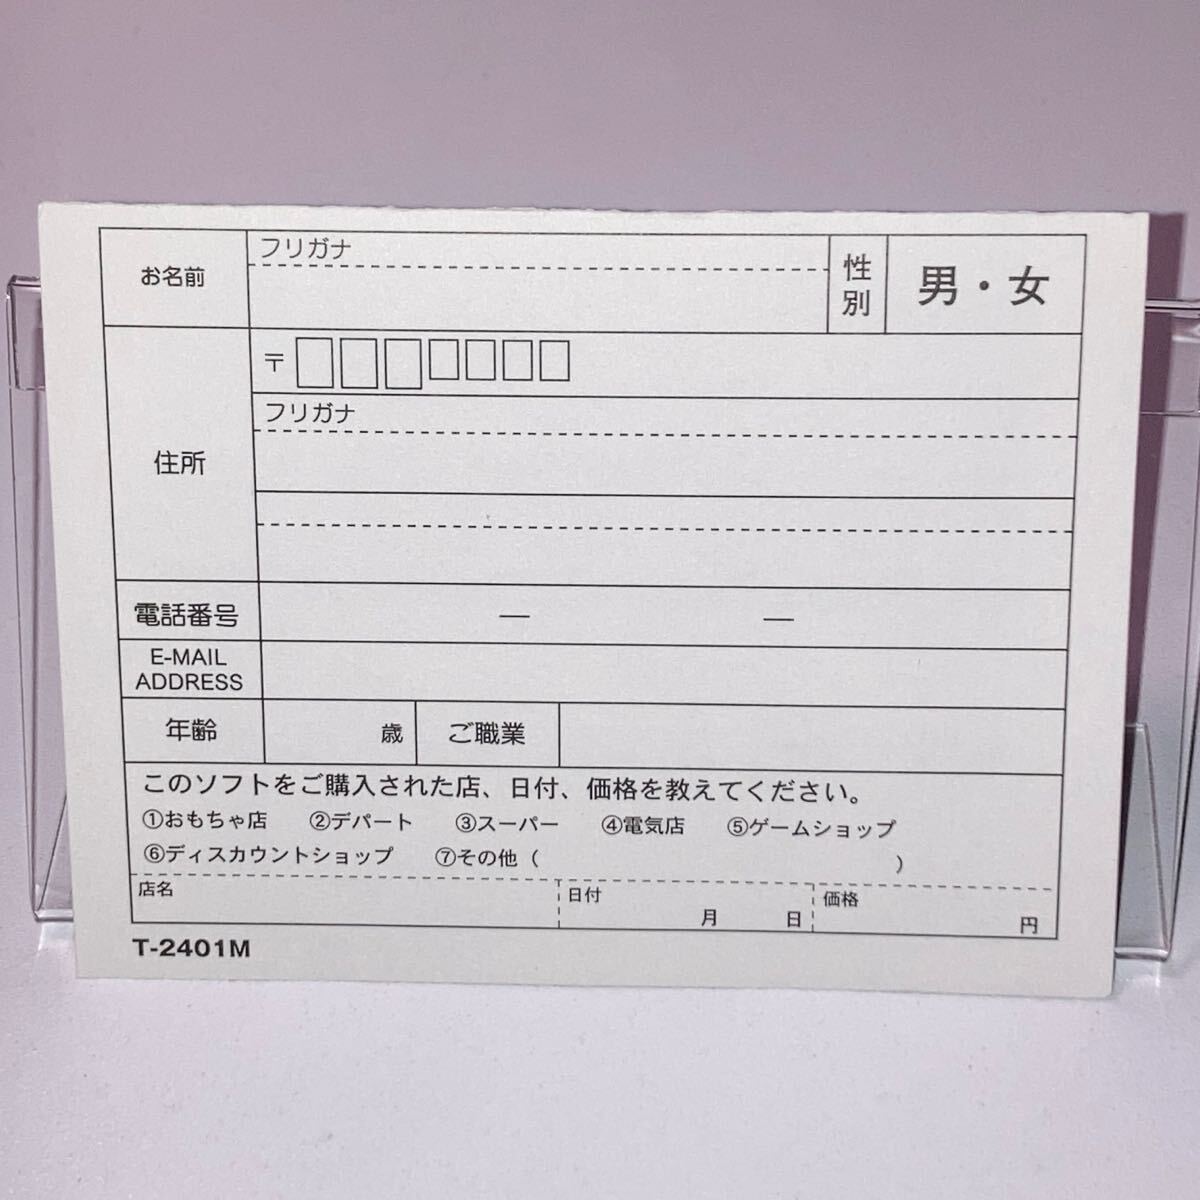 お名前
フリガナ
性別
男・女
住所
〒
フリガナ
電話番号
— —
E-MAIL
ADDRESS
年齢
歳
ご職業
このソフトをご購入された店、日付、価格を教えてください。
①おもちゃ店 ②デパート ③スーパー ④電気店 ⑤ゲームショップ
⑥ディスカウントショップ ⑦その他（ ）
店名
日付
月 日
価格
円
T-2401M